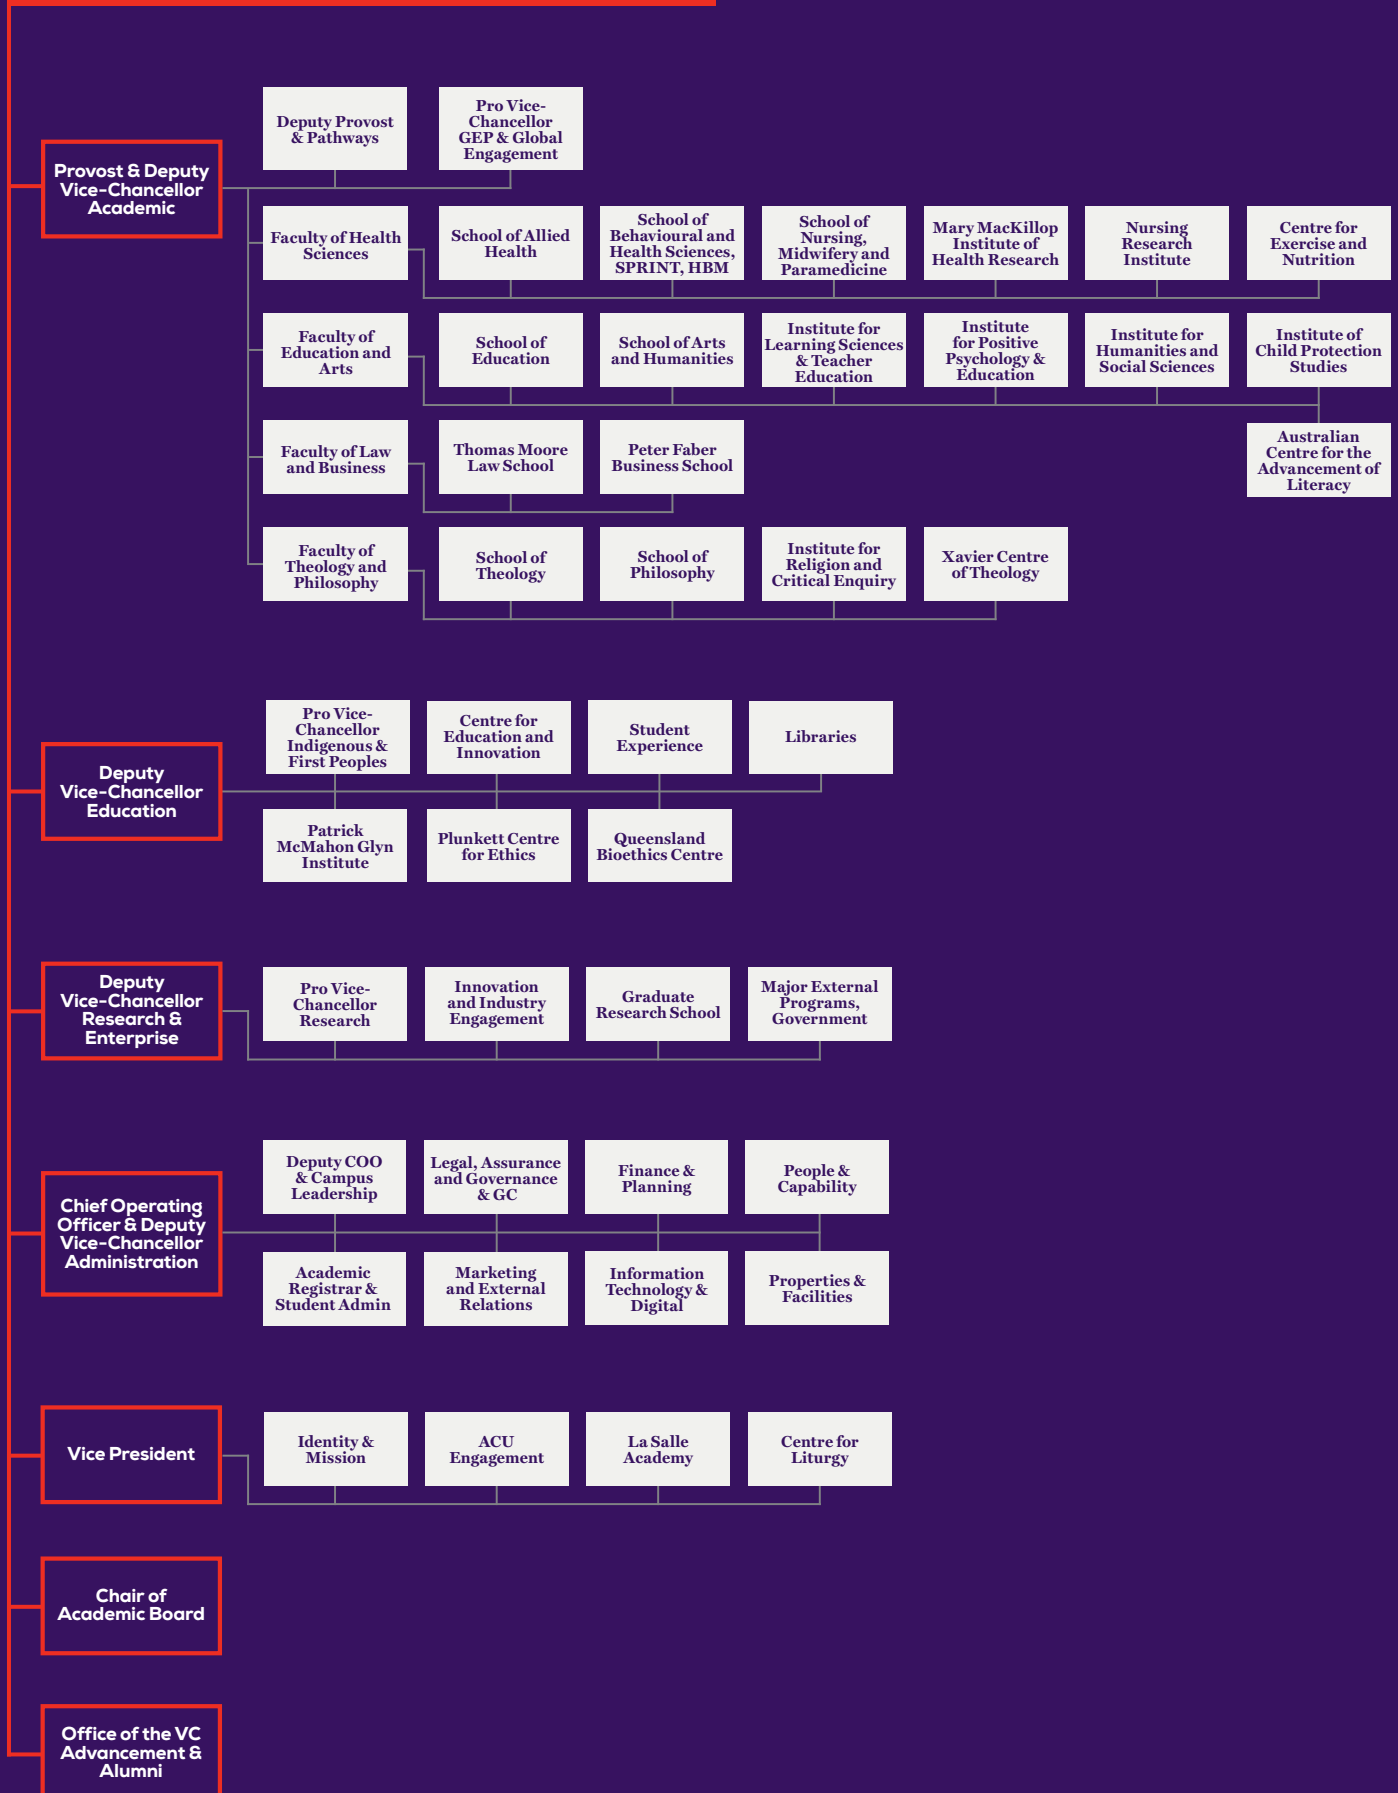 Deputy Provost
& Pathways
Pro Vice-
Chancellor
GEP & Global
Engagement
Provost & Deputy
Vice-Chancellor
Academic
Faculty of Health
Sciences
School of Allied
Health
School of
Behavioural and
Health Sciences,
SPRINT, HBM
School of
Nursing,
Midwifery and
Paramedicine
Mary MacKillop
Institute of
Health Research
Nursing
Research
Institute
Centre for
Exercise and
Nutrition
Faculty of
Education and
Arts
School of
Education
School of Arts
and Humanities
Institute for
Learning Sciences
& Teacher
Education
Institute
for Positive
Psychology &
Education
Institute for
Humanities and
Social Sciences
Institute of
Child Protection
Studies
Australian
Centre for the
Advancement of
Literacy
Faculty of Law
and Business
Thomas Moore
Law School
Peter Faber
Business School
Faculty of
Theology and
Philosophy
School of
Theology
School of
Philosophy
Institute for
Religion and
Critical Enquiry
Xavier Centre
of Theology
Deputy
Vice-Chancellor
Education
Pro Vice-
Chancellor
Indigenous &
First Peoples
Centre for
Education and
Innovation
Student
Experience
Libraries
Patrick
McMahon Glyn
Institute
Plunkett Centre
for Ethics
Queensland
Bioethics Centre
Deputy
Vice-Chancellor
Research &
Enterprise
Pro Vice-
Chancellor
Research
Innovation
and Industry
Engagement
Graduate
Research School
Major External
Programs,
Government
Chief Operating
Officer & Deputy
Vice-Chancellor
Administration
Deputy COO
& Campus
Leadership
Legal, Assurance
and Governance
& GC
Finance &
Planning
People &
Capability
Academic
Registrar &
Student Admin
Marketing
and External
Relations
Information
Technology &
Digital
Properties &
Facilities
Vice President
Identity &
Mission
ACU
Engagement
La Salle
Academy
Centre for
Liturgy
Chair of
Academic Board
Office of the VC
Advancement &
Alumni